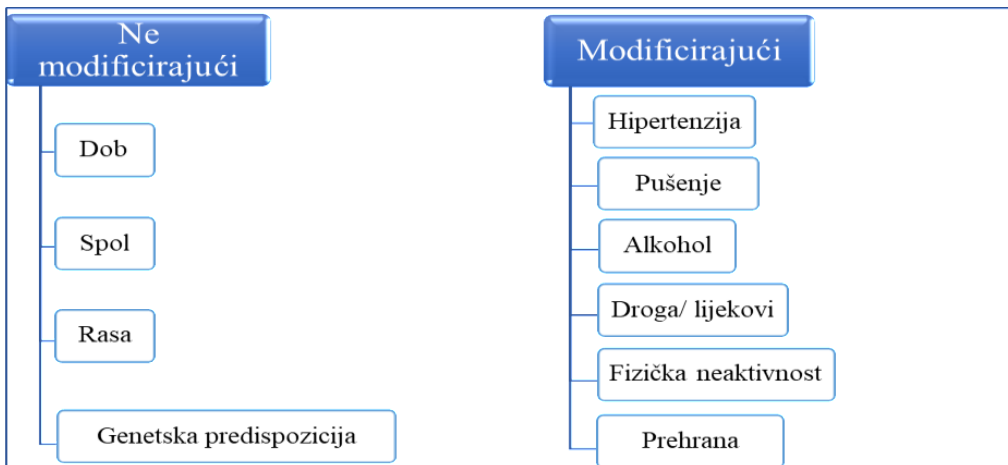 Ne
modificirajući
Dob
Spol
Rasa
Genetska predispozicija
Modificirajući
Hipertenzija
Pušenje
Alkohol
Droga/ lijekovi
Fizička neaktivnost
Prehrana